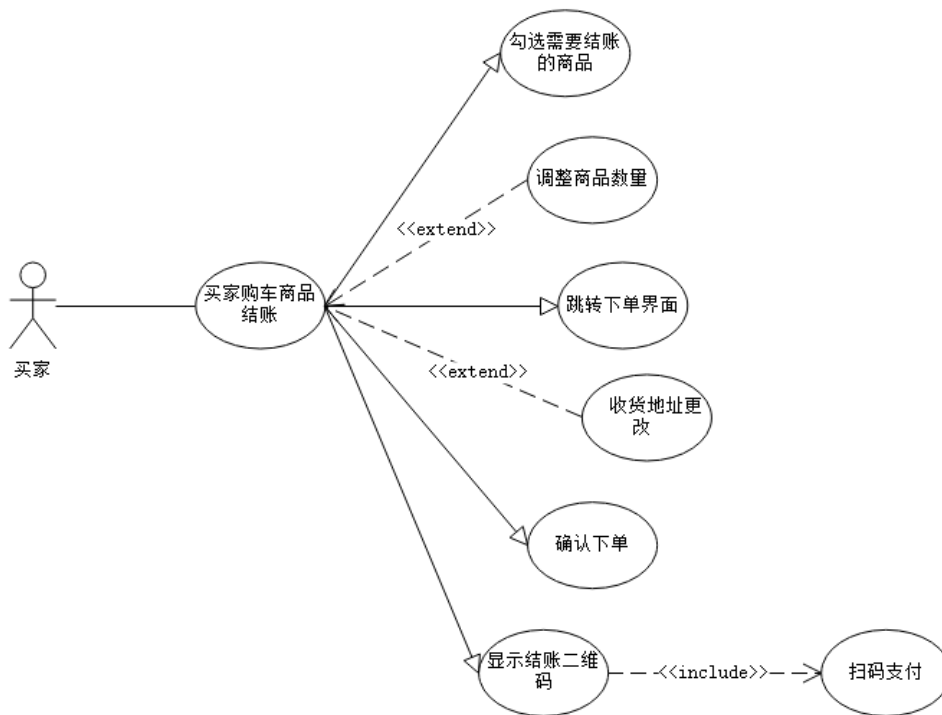 勾选需要结账
的商品
调整商品数量
<<extend>>
买家购车商品
结账
跳转下单界面
买家
<<extend>>
收货地址更
改
确认下单
显示结账二维
码
<<include>>
扫码支付